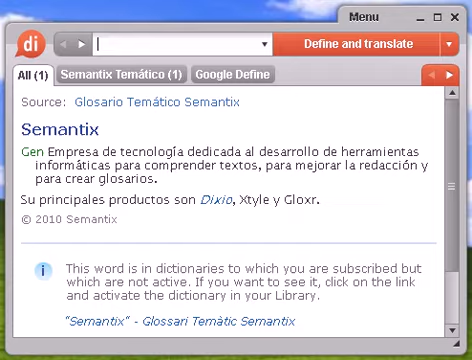 Menu
di
Define and translate
All (1) Semantix Temático (1) Google Define
Source: Glosario Temático Semantix
Semantix
Gen Empresa de tecnología dedicada al desarrollo de herramientas
informáticas para comprender textos, para mejorar la redacción y
para crear glosarios.
Su principales productos son Dixio, Xtyle y Gloxr.
© 2010 Semantix
i
This word is in dictionaries to which you are subscribed but
which are not active. If you want to see it, click on the link
and activate the dictionary in your Library.
"Semantix" - Glossari Temàtic Semantix